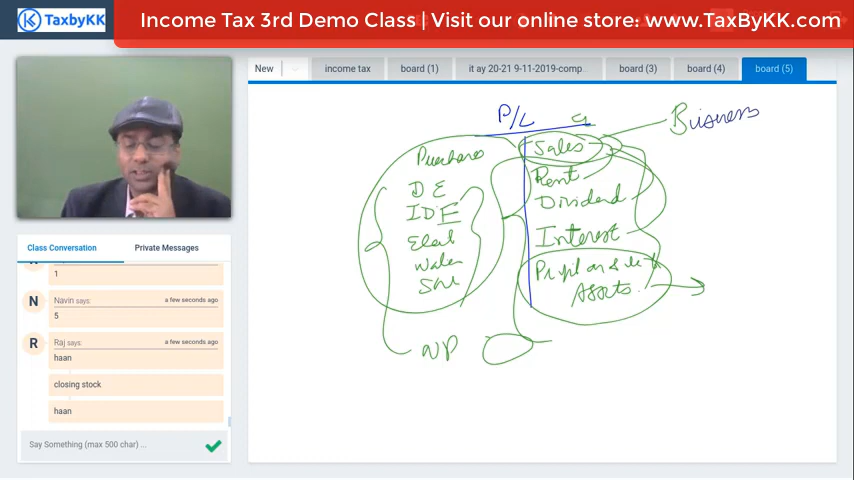 Income Tax 3rd Demo Class | Visit our online store: www.TaxByKK.com
K TaxbyKK
New
income tax
board (1)
it ay 20-21 9-11-2019-comp...
board (3)
board (4)
board (5)
P/L
Business
Purchases
Sales
D E
Rent
I D E
Dividend
Elect
Interest
Water
Assets
NP
Class Conversation
Private Messages
1
N
Navin says:
a few seconds ago
5
R
Raj says:
a few seconds ago
haan
closing stock
haan
Say Something (max 500 char) ...